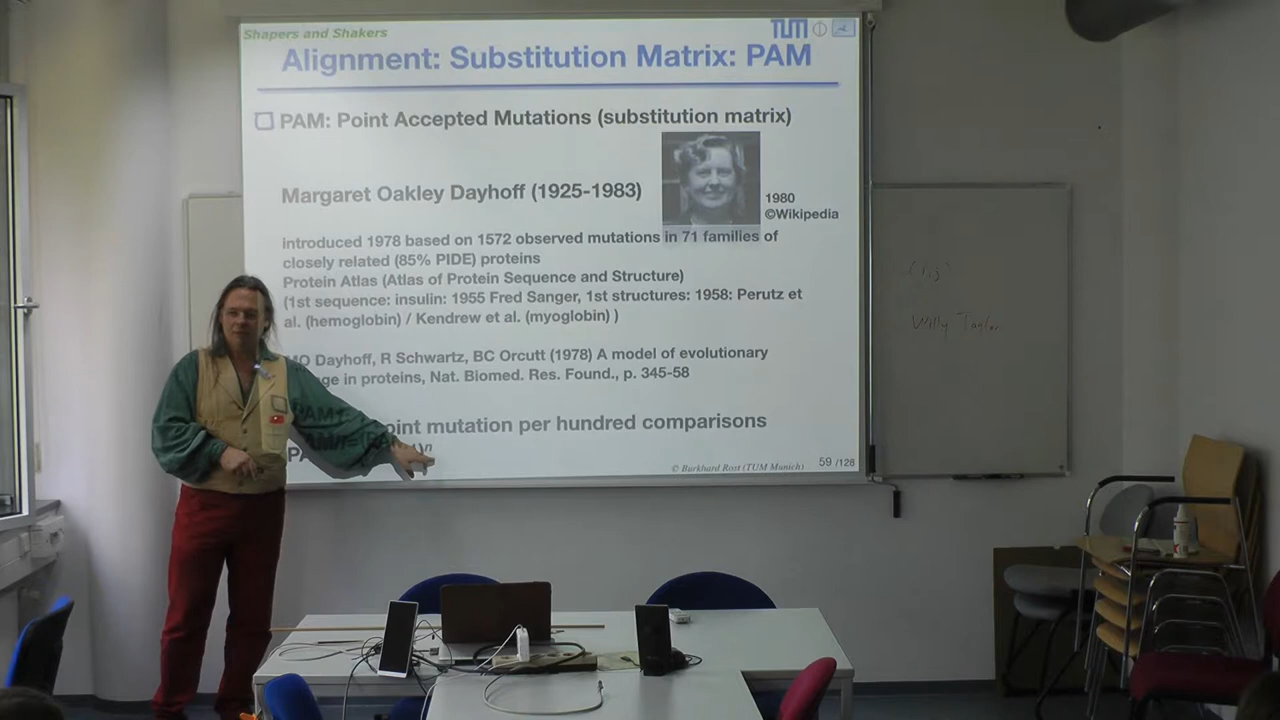 Shapers and Shakers
TUM
Alignment: Substitution Matrix: PAM
PAM: Point Accepted Mutations (substitution matrix)
Margaret Oakley Dayhoff (1925-1983)
1980
©Wikipedia
introduced 1978 based on 1572 observed mutations in 71 families of
closely related (85% PIDE) proteins
Protein Atlas (Atlas of Protein Sequence and Structure)
(1st sequence: insulin: 1955 Fred Sanger, 1st structures: 1958: Perutz et
al. (hemoglobin) / Kendrew et al. (myoglobin) )
MO Dayhoff, R Schwartz, BC Orcutt (1978) A model of evolutionary
in proteins, Nat. Biomed. Res. Found., p. 345-58
mutation per hundred comparisons
© Burkhard Rost (TUM Munich)
59 /128
(i,j)
Willy Taylor